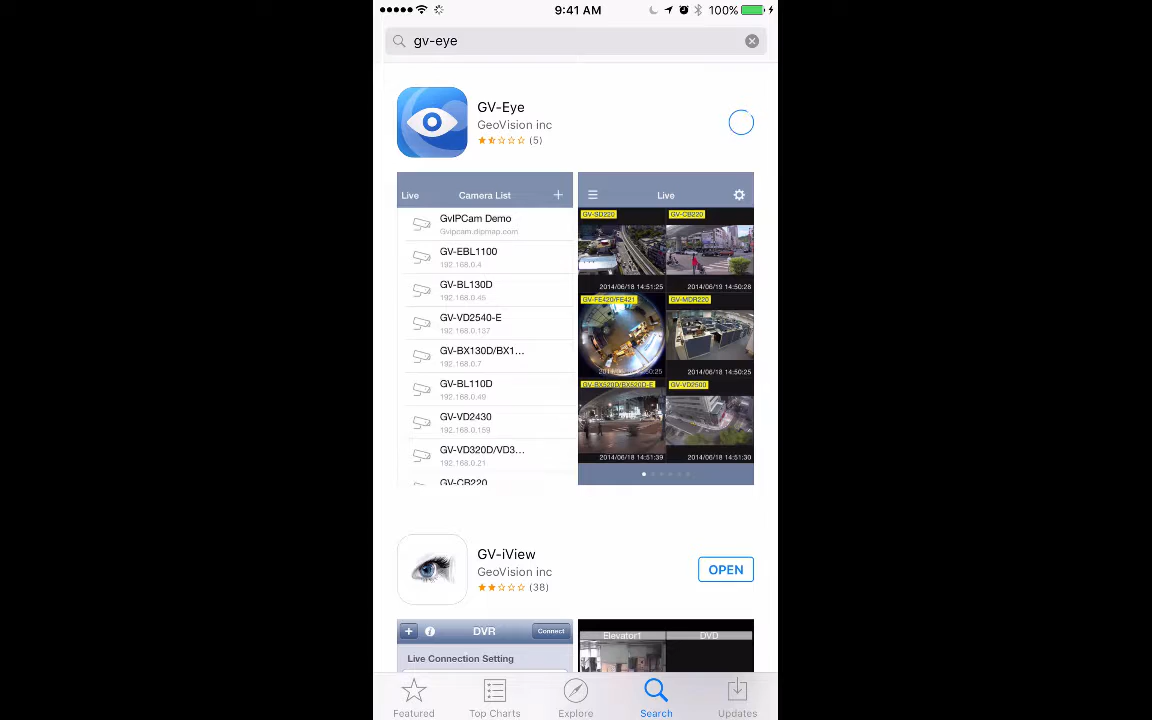 9:41 AM
100%
gv-eye
GV-Eye
GeoVision inc
(5)
Live
Camera List
GvIPCam Demo
Gvipcam.dipmap.com
GV-EBL1100
192.168.0.4
GV-BL130D
192.168.0.45
GV-VD2540-E
192.168.0.137
GV-BX130D/BX1...
192.168.0.7
GV-BL110D
192.168.0.49
GV-VD2430
192.168.0.159
GV-VD320D/VD3...
192.168.0.21
GV-CB220
Live
GV-SD220
GV-CB220
2014/06/18 14:51:25
2014/06/19 14:50:28
GV-FE420/FE421
GV-MDR220
2014/06/18 14:50:25
2014/06/18 14:50:25
GV-BX520D/BX520D-E
GV-VD2500
2014/06/18 14:51:39
2014/06/18 14:51:30
GV-iView
GeoVision inc
(38)
OPEN
DVR
Connect
Live Connection Setting
Elevator1
DVD
Featured
Top Charts
Explore
Search
Updates